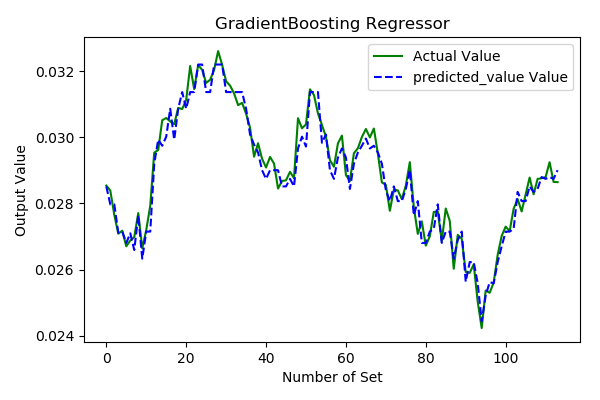 GradientBoosting Regressor
Actual Value
predicted_value Value
Output Value
0.032
0.030
0.028
0.026
0.024
0 20 40 60 80 100
Number of Set